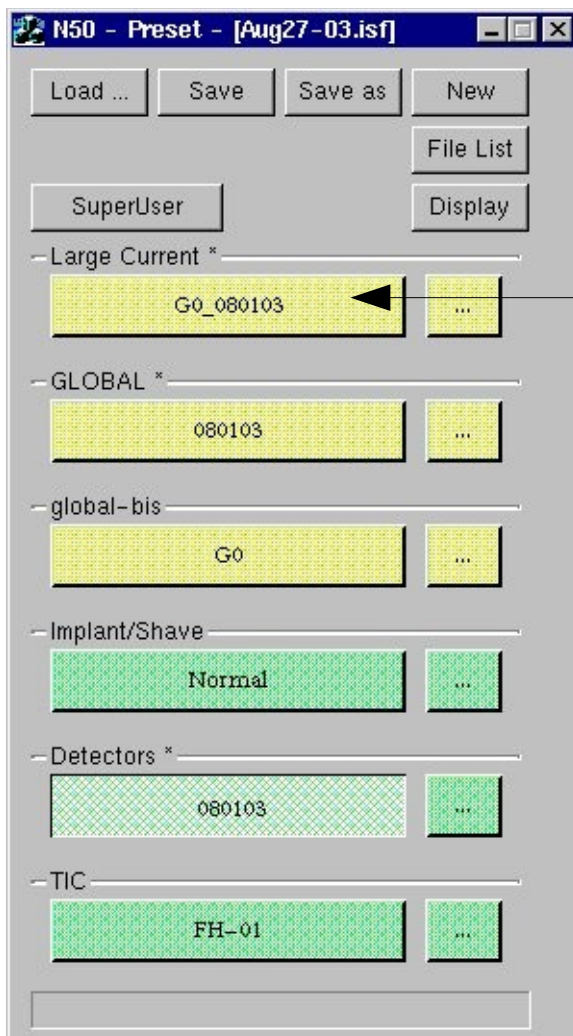 N50 - Preset - [Aug27-03.isf]
Load ... Save Save as New
File List
SuperUser Display
Large Current *
G0_080103 ...
GLOBAL *
080103 ...
global-bis
G0 ...
Implant/Shave
Normal ...
Detectors *
080103 ...
TIC
FH-01 ...